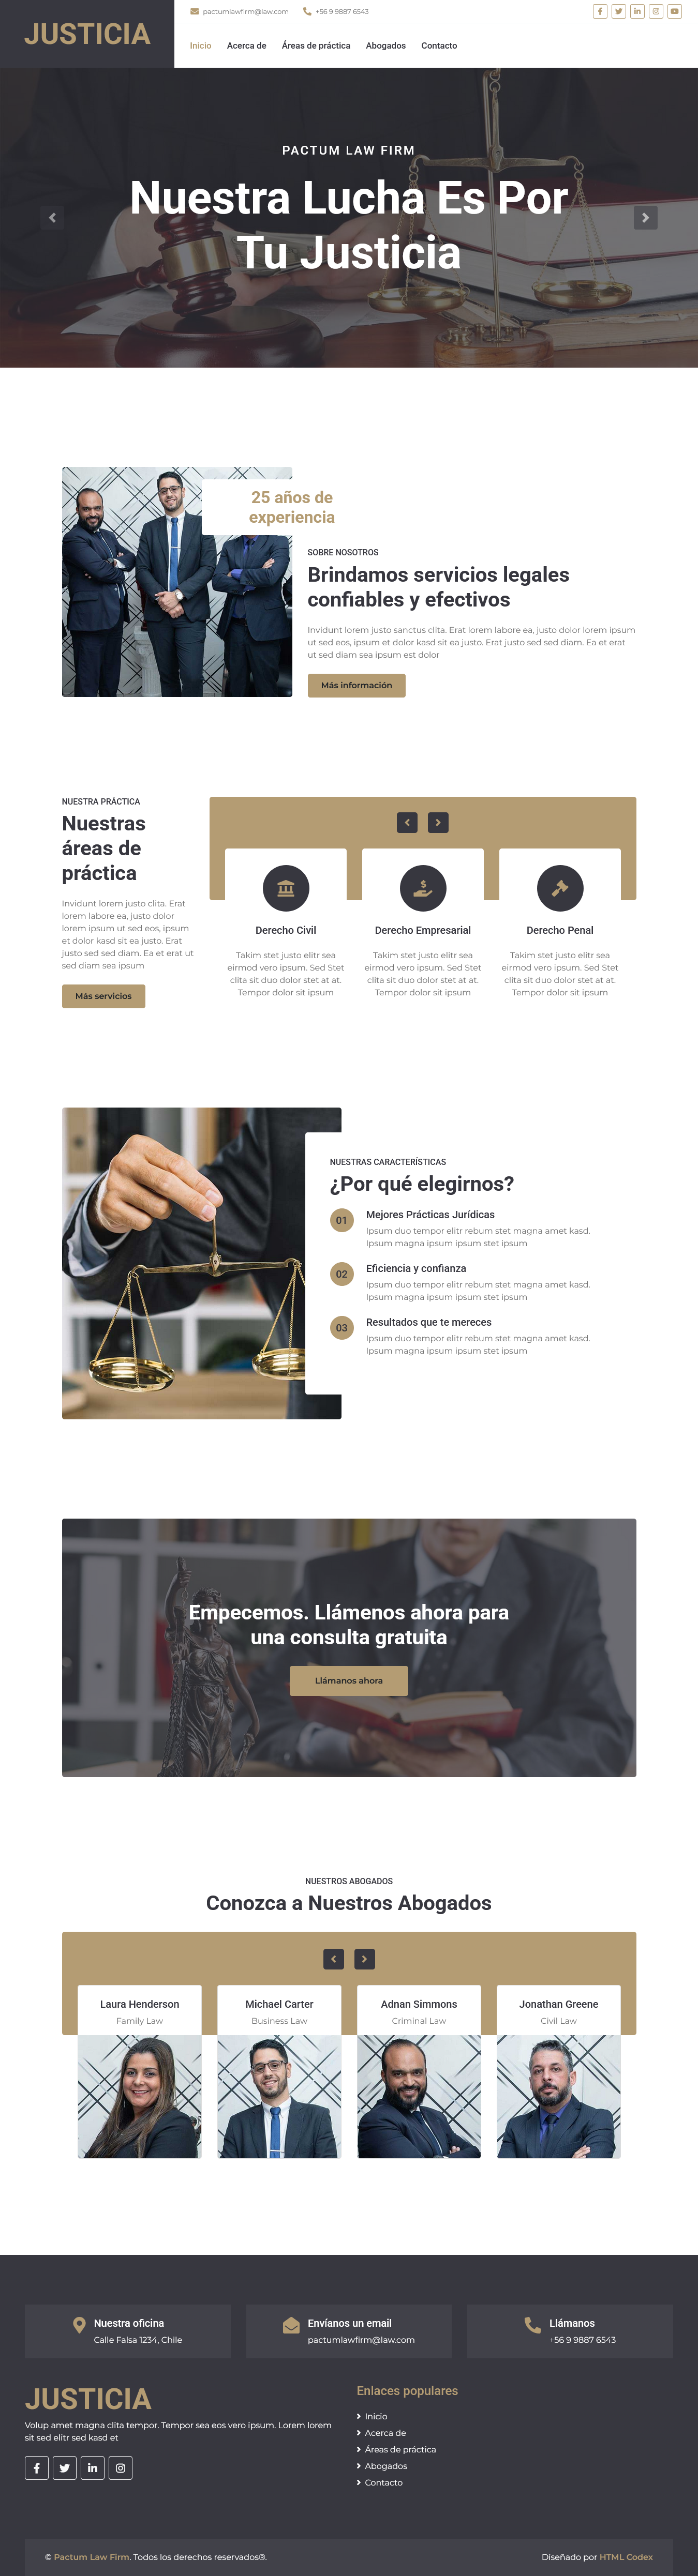 JUSTICIA
pactumlawfirm@law.com
+56 9 9887 6543
Inicio
Acerca de
Áreas de práctica
Abogados
Contacto
PACTUM LAW FIRM
Nuestra Lucha Es Por
Tu Justicia
25 años de
experiencia
SOBRE NOSOTROS
Brindamos servicios legales
confiables y efectivos
Invidunt lorem justo sanctus clita. Erat lorem labore ea, justo dolor lorem ipsum
ut sed eos, ipsum et dolor kasd sit ea justo. Erat justo sed sed diam. Ea et erat
ut sed diam sea ipsum est dolor
Más información
NUESTRA PRÁCTICA
Nuestras
áreas de
práctica
Invidunt lorem justo clita. Erat
lorem labore ea, justo dolor
lorem ipsum ut sed eos, ipsum
et dolor kasd sit ea justo. Erat
justo sed sed diam. Ea et erat ut
sed diam sea ipsum
Más servicios
Derecho Civil
Takim stet justo elitr sea
eirmod vero ipsum. Sed Stet
clita sit duo dolor stet at at.
Tempor dolor sit ipsum
Derecho Empresarial
Takim stet justo elitr sea
eirmod vero ipsum. Sed Stet
clita sit duo dolor stet at at.
Tempor dolor sit ipsum
Derecho Penal
Takim stet justo elitr sea
eirmod vero ipsum. Sed Stet
clita sit duo dolor stet at at.
Tempor dolor sit ipsum
NUESTRAS CARACTERÍSTICAS
¿Por qué elegirnos?
01
Mejores Prácticas Jurídicas
Ipsum duo tempor elitr rebum stet magna amet kasd.
Ipsum magna ipsum ipsum stet ipsum
02
Eficiencia y confianza
Ipsum duo tempor elitr rebum stet magna amet kasd.
Ipsum magna ipsum ipsum stet ipsum
03
Resultados que te mereces
Ipsum duo tempor elitr rebum stet magna amet kasd.
Ipsum magna ipsum ipsum stet ipsum
Empecemos. Llámenos ahora para
una consulta gratuita
Llámanos ahora
NUESTROS ABOGADOS
Conozca a Nuestros Abogados
Laura Henderson
Family Law
Michael Carter
Business Law
Adnan Simmons
Criminal Law
Jonathan Greene
Civil Law
Nuestra oficina
Calle Falsa 1234, Chile
Envíanos un email
pactumlawfirm@law.com
Llámanos
+56 9 9887 6543
JUSTICIA
Volup amet magna clita tempor. Tempor sea eos vero ipsum. Lorem lorem
sit sed elitr sed kasd et
Enlaces populares
Inicio
Acerca de
Áreas de práctica
Abogados
Contacto
© Pactum Law Firm. Todos los derechos reservados®.
Diseñado por HTML Codex